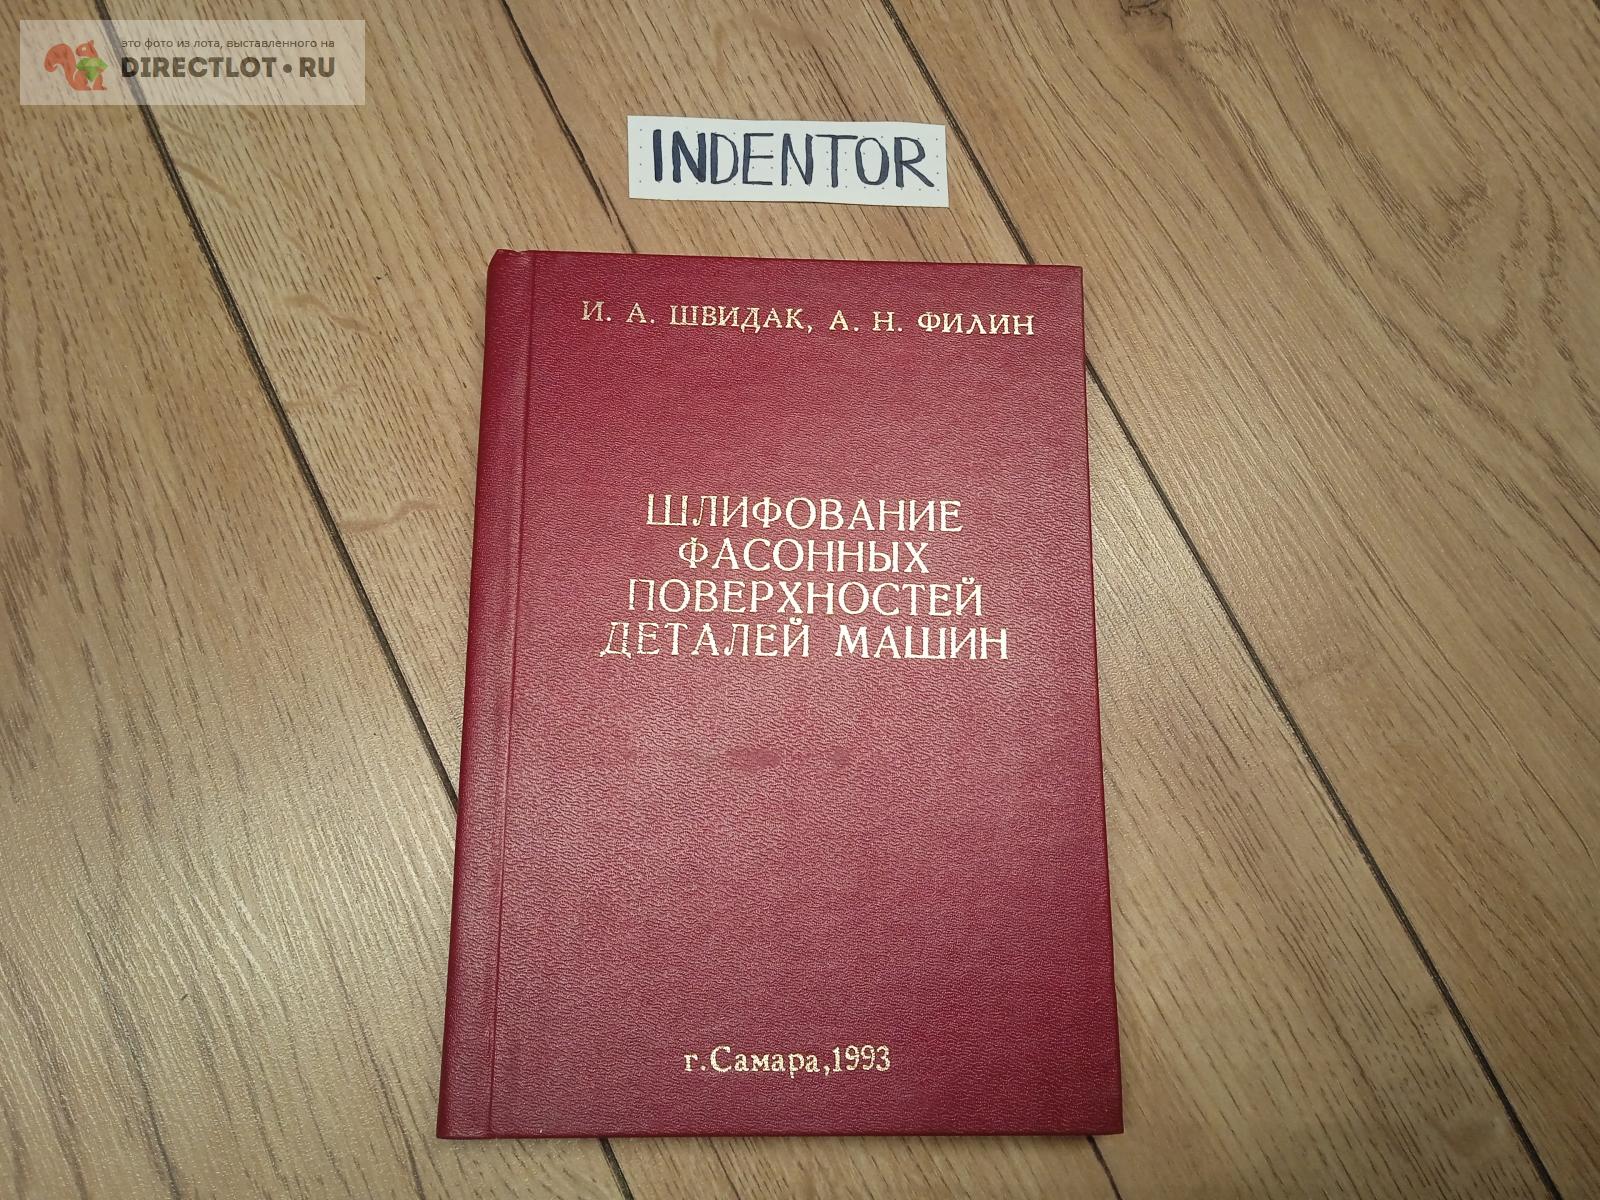 это фото из лота, выставленного на
DIRECTLOT•RU
INDENTOR
И. А. ШВИДАК, А. Н. ФИЛИН
ШЛИФОВАНИЕ
ФАСОННЫХ
ПОВЕРХНОСТЕЙ
ДЕТАЛЕЙ МАШИН
г.Самара,1993